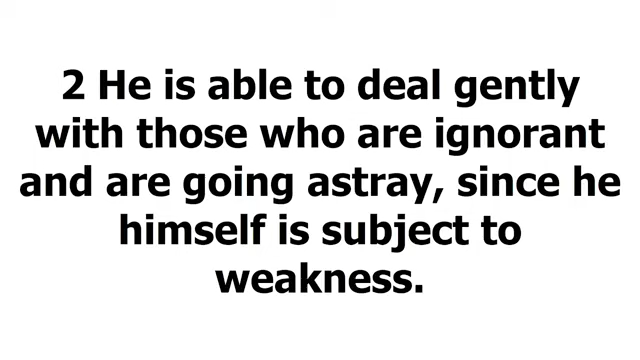 2 He is able to deal gently
with those who are ignorant
and are going astray, since he
himself is subject to
weakness.